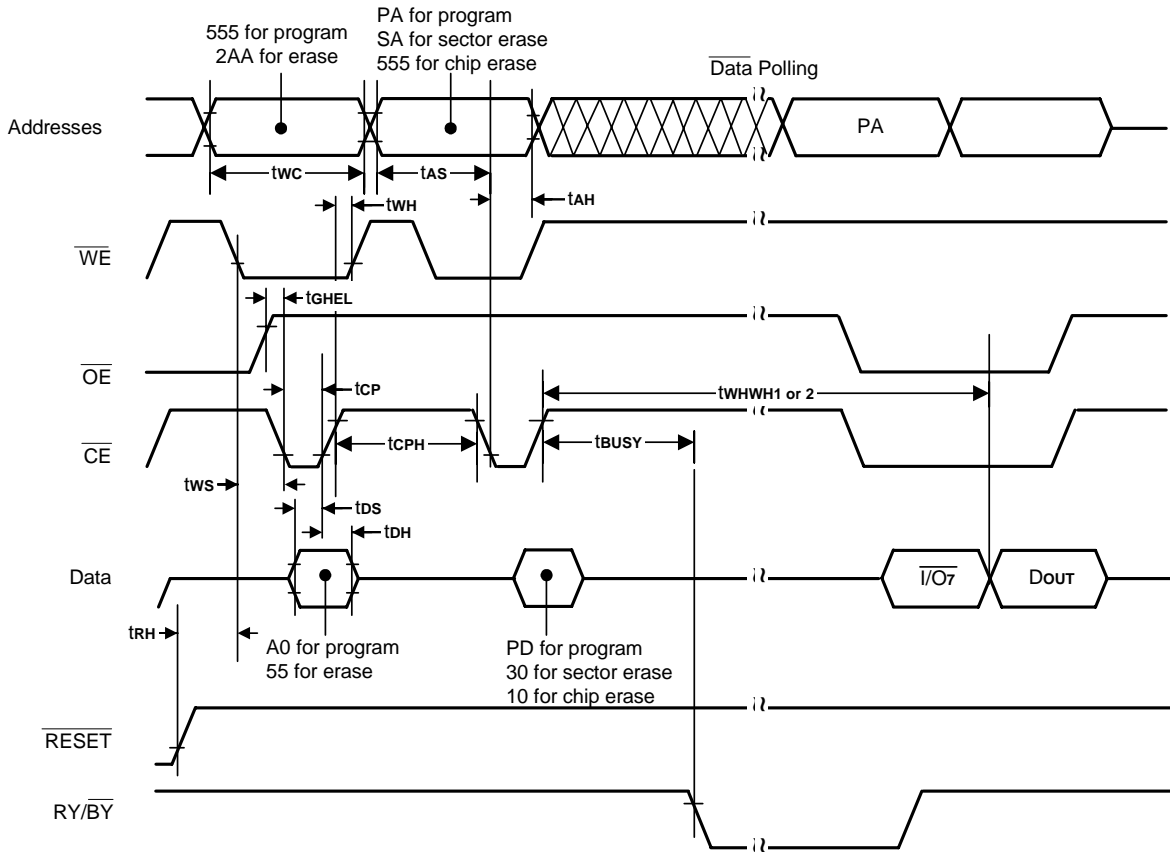 555 for program
2AA for erase
PA for program
SA for sector erase
555 for chip erase
Data Polling
Addresses
PA
tWC
tAS
tAH
tWH
WE
tGHEL
OE
tCP
tWHWH1 or 2
CE
tCPH
tBUSY
tWS
tDS
tDH
Data
I/O7
DOUT
tRH
A0 for program
55 for erase
PD for program
30 for sector erase
10 for chip erase
RESET
RY/BY